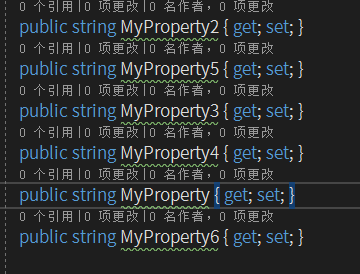 0 个引用|0 项更改|0 名作者，0 项更改
public string MyProperty2 { get; set; }
0 个引用|0 项更改|0 名作者，0 项更改
public string MyProperty5 { get; set; }
0 个引用|0 项更改|0 名作者，0 项更改
public string MyProperty3 { get; set; }
0 个引用|0 项更改|0 名作者，0 项更改
public string MyProperty4 { get; set; }
0 个引用|0 项更改|0 名作者，0 项更改
public string MyProperty { get; set; }
0 个引用|0 项更改|0 名作者，0 项更改
public string MyProperty6 { get; set; }